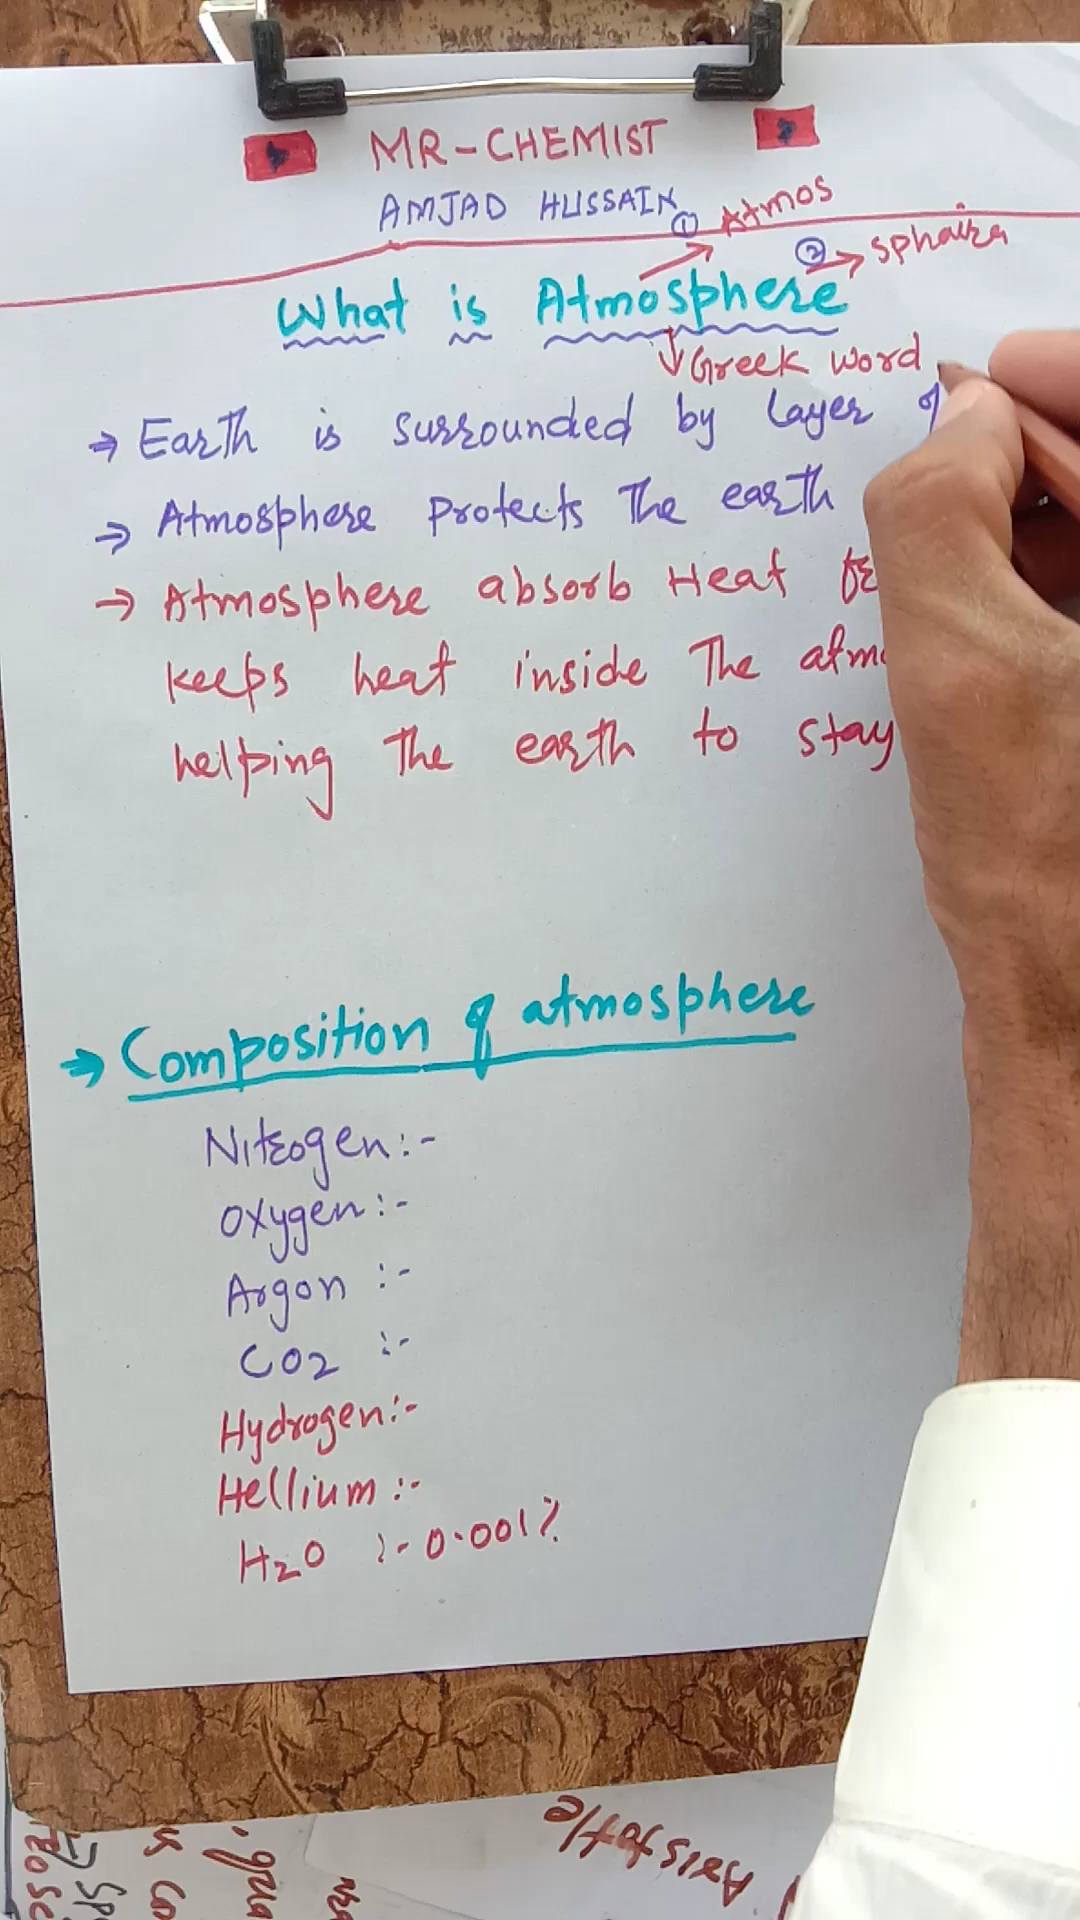 MR-CHEMIST
AMJAD HUSSAIN
① Atmos
② sphaira
What is Atmosphere
Greek word
→ Earth is surrounded by layer of
→ Atmosphere protects The earth
→ Atmosphere absorb Heat
keeps heat inside The atm
helping The earth to stay
→ Composition of atmosphere
Nitrogen:-
Oxygen:-
Argon :-
CO2 :-
Hydrogen:-
Hellium :-
H2O :- 0.001%